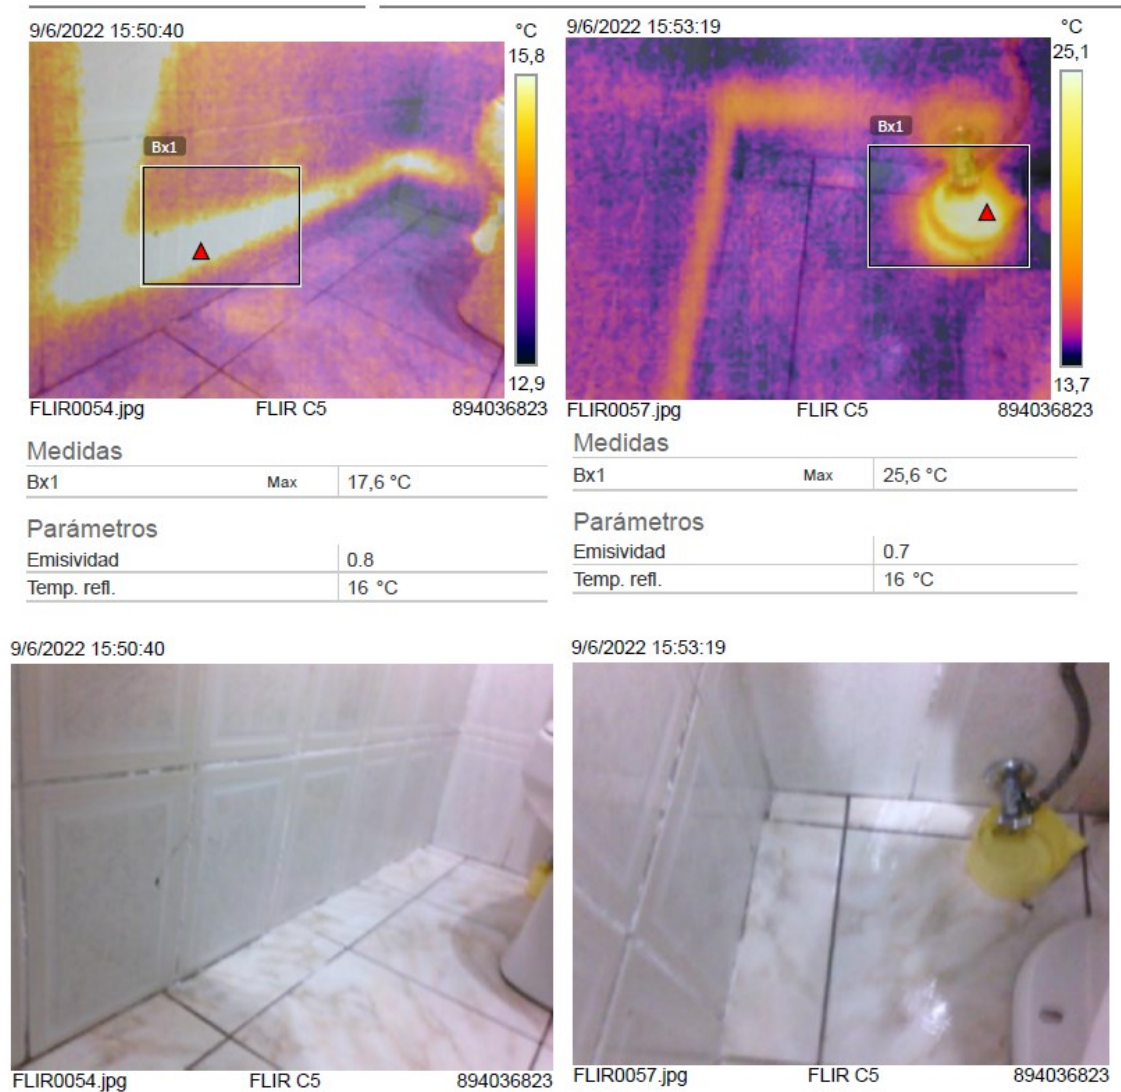 9/6/2022 15:50:40
°C
15,8
Bx1
12,9
FLIR0054.jpg FLIR C5 894036823
Medidas
Bx1 Max 17,6 °C
Parámetros
Emisividad 0.8
Temp. refl. 16 °C
9/6/2022 15:53:19
°C
25,1
Bx1
13,7
FLIR0057.jpg FLIR C5 894036823
Medidas
Bx1 Max 25,6 °C
Parámetros
Emisividad 0.7
Temp. refl. 16 °C
9/6/2022 15:50:40
FLIR0054.jpg FLIR C5 894036823
9/6/2022 15:53:19
FLIR0057.jpg FLIR C5 894036823